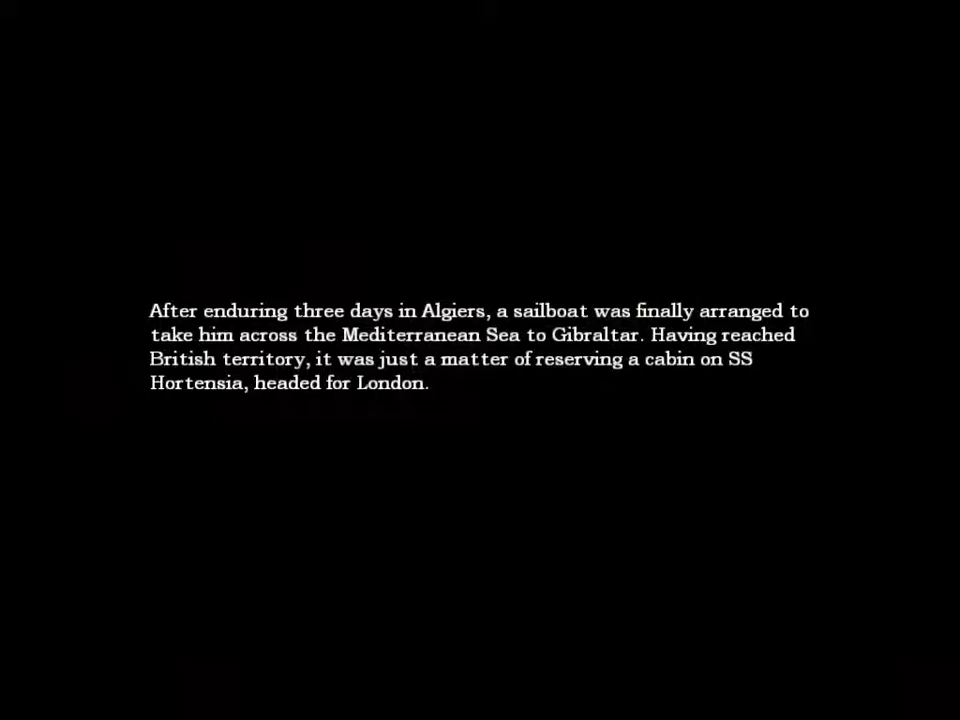 After enduring three days in Algiers, a sailboat was finally arranged to
take him across the Mediterranean Sea to Gibraltar. Having reached
British territory, it was just a matter of reserving a cabin on SS
Hortensia, headed for London.